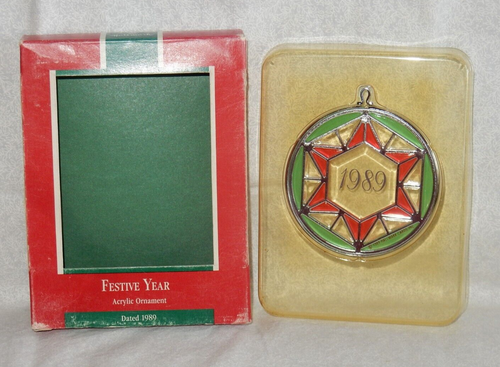 FESTIVE YEAR
Acrylic Ornament
Dated 1989
1989